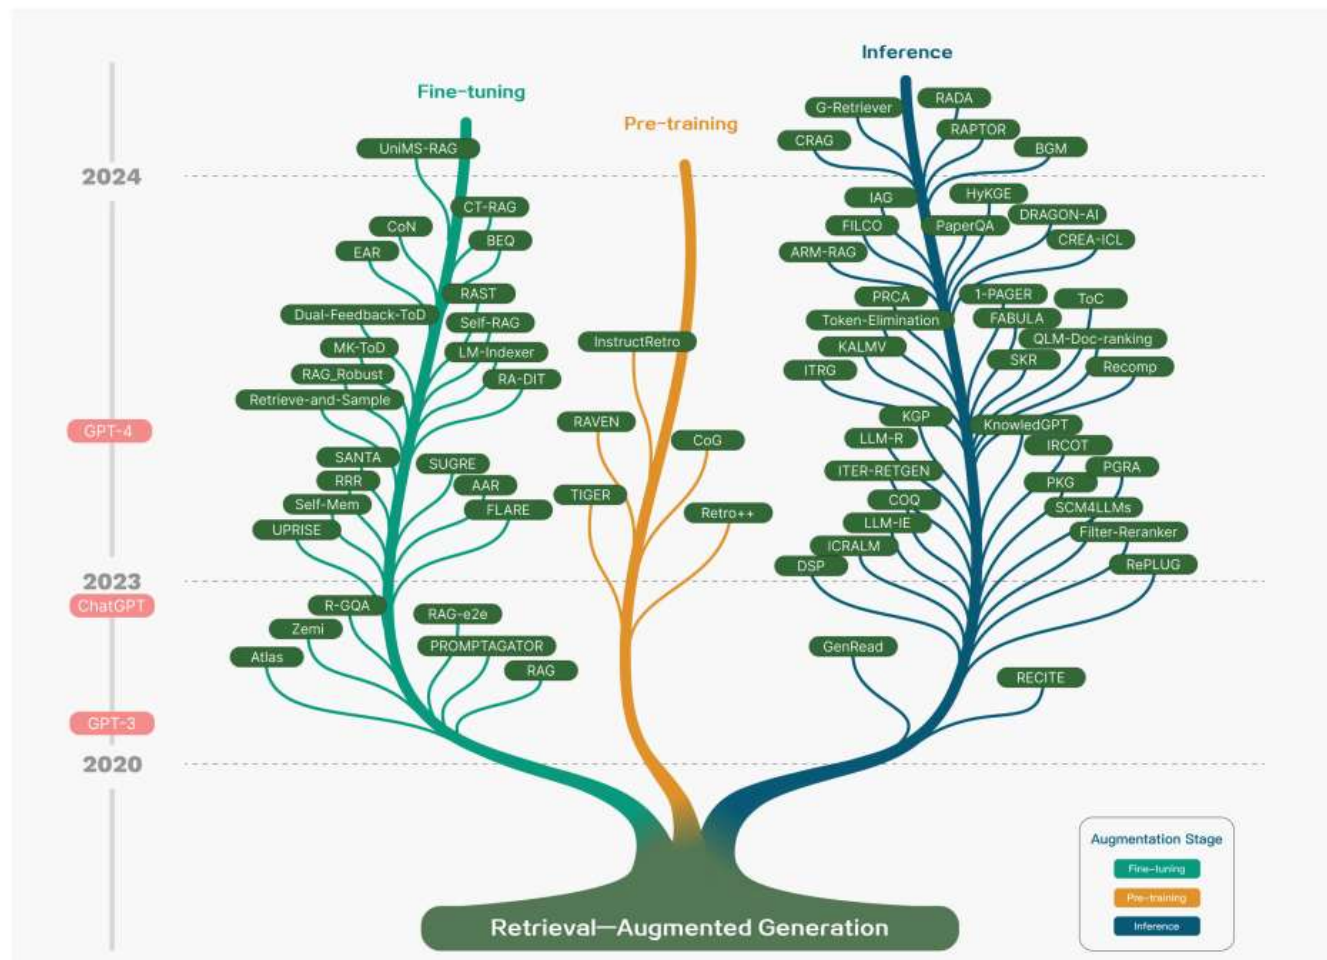 Inference
Fine-tuning
Pre-training
G-Retriever
RADA
CRAG
RAPTOR
BGM
UniMS-RAG
2024
IAG
HyKGE
CT-RAG
DRAGON-AI
CoN
FILCO
PaperQA
BEQ
CREA-ICL
EAR
ARM-RAG
RAST
PRCA
1-PAGER
ToC
Dual-Feedback-ToD
Self-RAG
Token-Elimination
FABULA
MK-ToD
LM-Indexer
InstructRetro
KALMV
QLM-Doc-ranking
RAG_Robust
RA-DIT
ITRG
SKR
Recomp
Retrieve-and-Sample
GPT-4
RAVEN
CoG
KGP
KnowledGPT
LLM-R
IRCOT
SANTA
SUGRE
ITER-RETGEN
PGRA
RRR
AAR
PKG
Self-Mem
FLARE
TIGER
Retro++
COQ
SCM4LLMs
UPRISE
LLM-IE
Filter-Reranker
ICRALM
DSP
RePLUG
2023
ChatGPT
R-GQA
RAG-e2e
Zemi
PROMPTAGATOR
Atlas
RAG
GenRead
RECITE
GPT-3
2020
Augmentation Stage
Fine-tuning
Pre-training
Inference
Retrieval—Augmented Generation